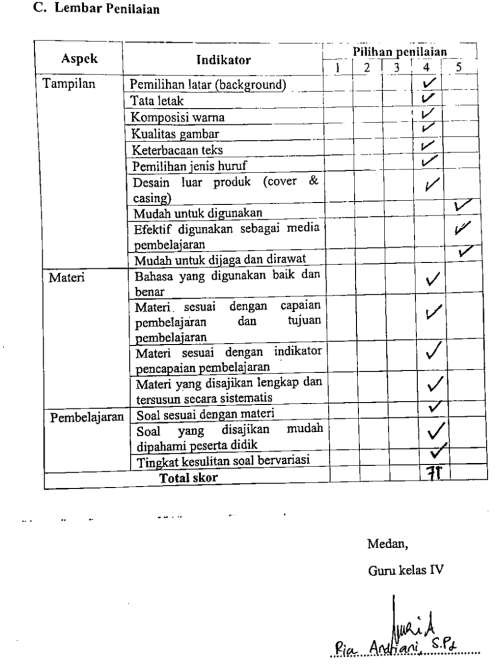 C. Lembar Penilaian
Aspek Indikator Pilihan penilaian
1 2 3 4 5
Tampilan Pemilihan latar (background) ✓
Tata letak ✓
Komposisi warna ✓
Kualitas gambar ✓
Keterbacaan teks ✓
Pemilihan jenis huruf ✓
Desain luar produk (cover & ✓
casing)
Mudah untuk digunakan ✓
Efektif digunakan sebagai media ✓
pembelajaran
Mudah untuk dijaga dan dirawat ✓
Materi Bahasa yang digunakan baik dan ✓
benar
Materi sesuai dengan capaian ✓
pembelajaran dan tujuan
pembelajaran
Materi sesuai dengan indikator ✓
pencapaian pembelajaran
Materi yang disajikan lengkap dan ✓
tersusun secara sistematis
Pembelajaran Soal sesuai dengan materi ✓
Soal yang disajikan mudah ✓
dipahami peserta didik
Tingkat kesulitan soal bervariasi ✓
Total skor
Medan,
Guru kelas IV
Ria Andriani, S.Pd